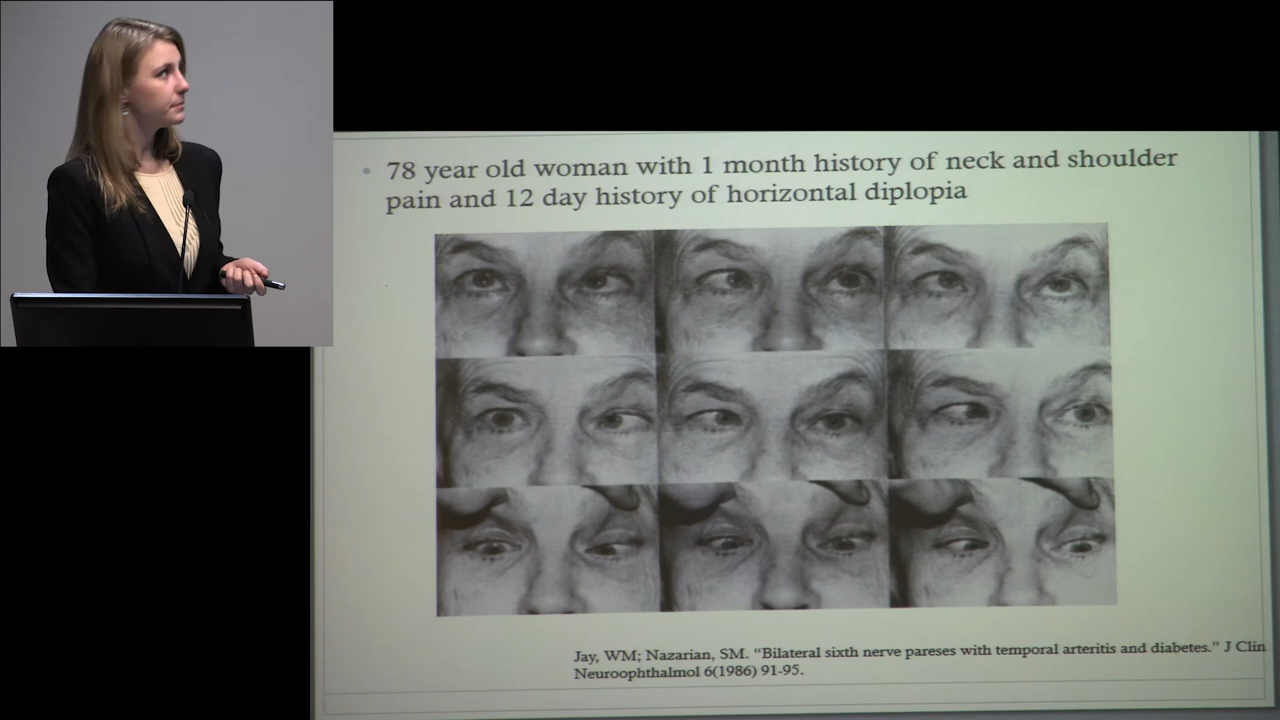 • 78 year old woman with 1 month history of neck and shoulder
pain and 12 day history of horizontal diplopia
Jay, WM; Nazarian, SM. “Bilateral sixth nerve pareses with temporal arteritis and diabetes.” J Clin
Neuroophthalmol 6(1986) 91-95.